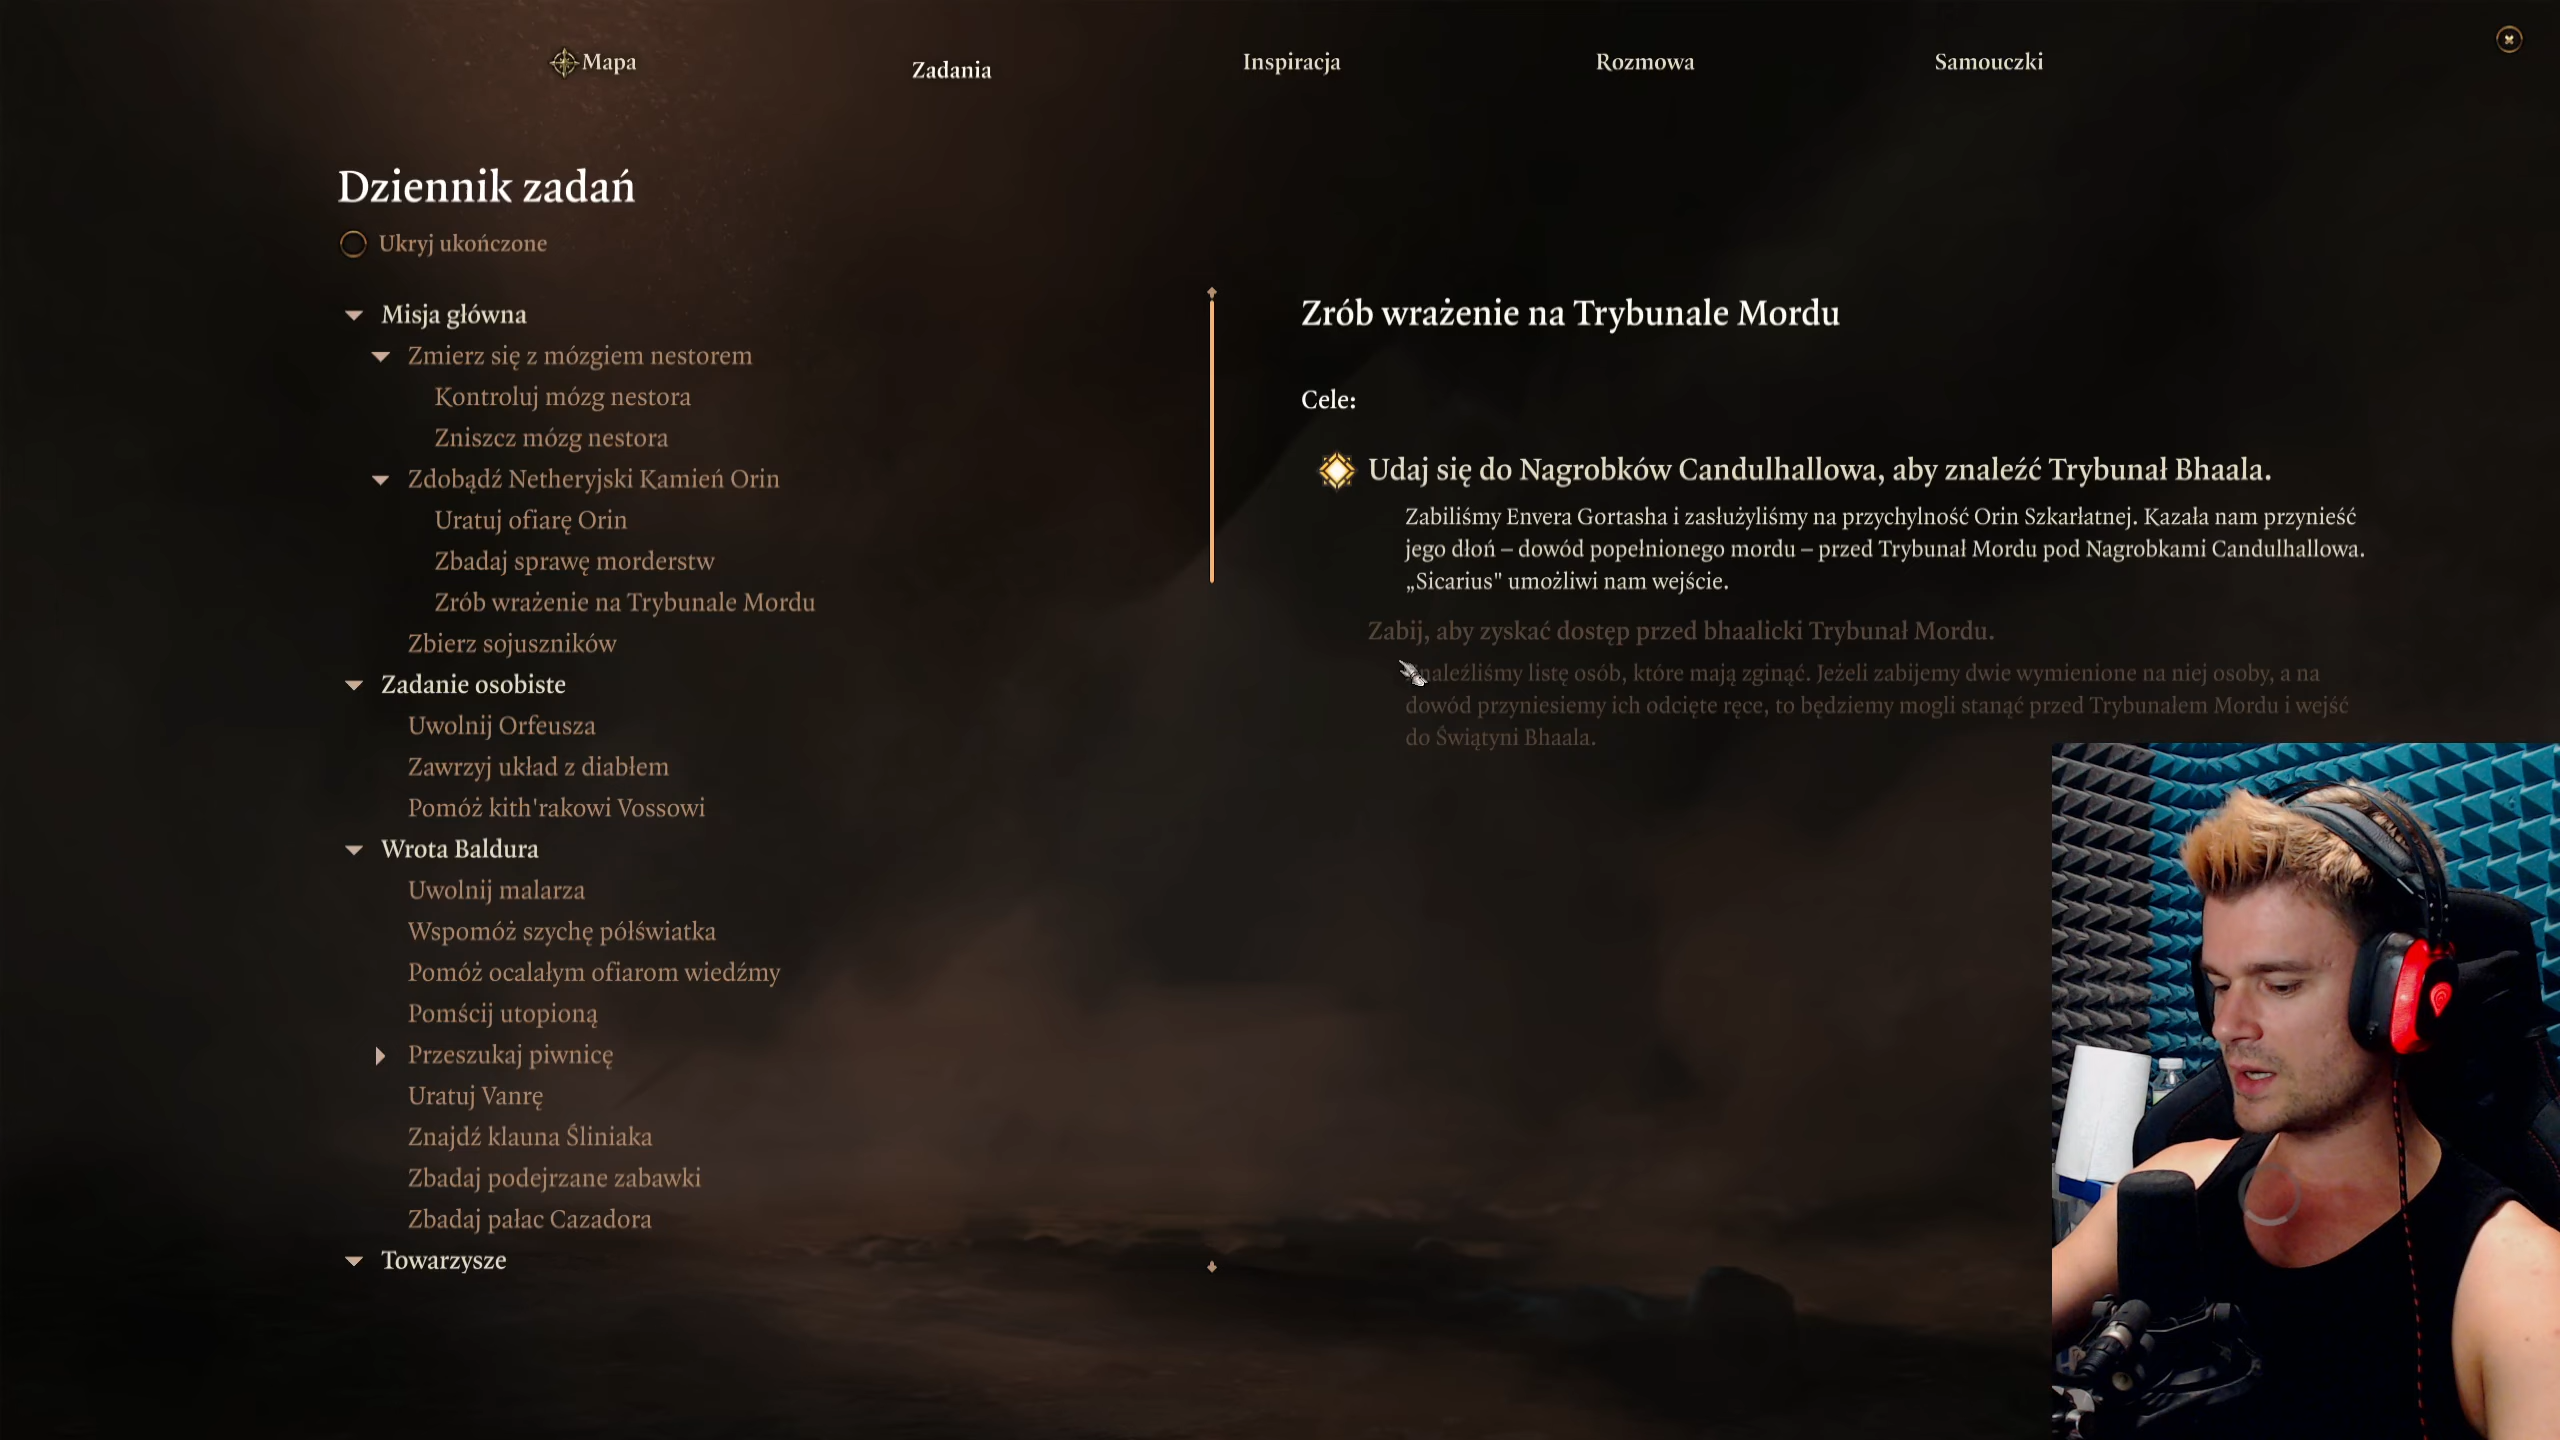 Mapa
Zadania
Inspiracja
Rozmowa
Samouczki
Dziennik zadań
Ukryj ukończone
Misja główna
Zmierz się z mózgiem nestorem
Kontroluj mózg nestora
Zniszcz mózg nestora
Zdobądź Netheryjski Kamień Orin
Uratuj ofiarę Orin
Zbadaj sprawę morderstw
Zrób wrażenie na Trybunale Mordu
Zbierz sojuszników
Zadanie osobiste
Uwolnij Orfeusza
Zawrzyj układ z diabłem
Pomóż kith'rakowi Vossowi
Wrota Baldura
Uwolnij malarza
Wspomóż szychę półświatka
Pomóż ocalałym ofiarom wiedźmy
Pomścij utopioną
Przeszukaj piwnicę
Uratuj Vanrę
Znajdź klauna Śliniaka
Zbadaj podejrzane zabawki
Zbadaj pałac Cazadora
Towarzysze
Zrób wrażenie na Trybunale Mordu
Cele:
Udaj się do Nagrobków Candulhallowa, aby znaleźć Trybunał Bhaala.
Zabiliśmy Envera Gortasha i zasłużyliśmy na przychylność Orin Szkarłatnej. Kazała nam przynieść
jego dłoń – dowód popełnionego mordu – przed Trybunał Mordu pod Nagrobkami Candulhallowa.
„Sicarius" umożliwi nam wejście.
Zabij, aby zyskać dostęp przed bhaalicki Trybunał Mordu.
naleźliśmy listę osób, które mają zginąć. Jeżeli zabijemy dwie wymienione na niej osoby, a na
dowód przyniesiemy ich odcięte ręce, to będziemy mogli stanąć przed Trybunałem Mordu i wejść
do Świątyni Bhaala.